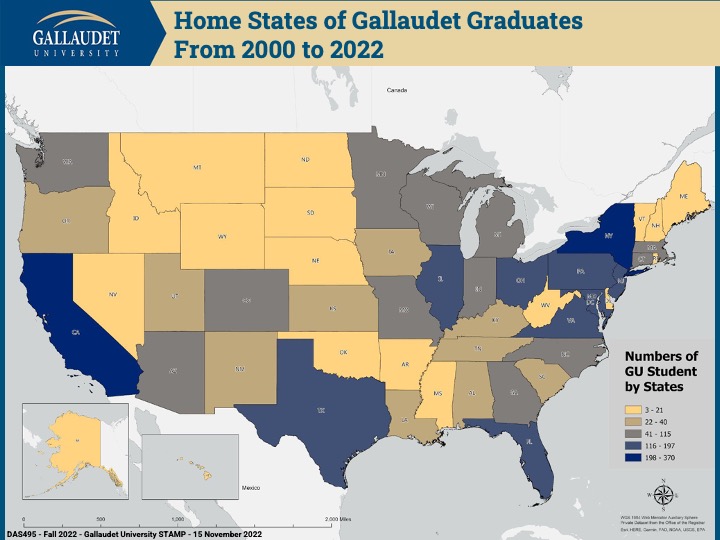 GALLAUDET
UNIVERSITY
Home States of Gallaudet Graduates
From 2000 to 2022
Canada
WA
MT
ND
MN
ME
OR
ID
SD
WI
MI
VT
NH
NY
WY
MA
CT
IA
NE
PA
NJ
NV
UT
CO
IL
IN
OH
CA
KS
MO
WV
VA
KY
AZ
NM
OK
AR
TN
NC
TX
MS
AL
GA
SC
LA
FL
Mexico
Numbers of
GU Student
by States
3 - 21
22 - 40
41 - 115
116 - 197
198 - 370
N
0 500 1,000 2,000 Miles
WGS 1984 Web Mercator Auxiliary Sphere
Private Dataset from the Office of the Registrar
Esri, HERE, Garmin, FAO, NOAA, USGS, EPA
DAS495 - Fall 2022 - Gallaudet University STAMP - 15 November 2022